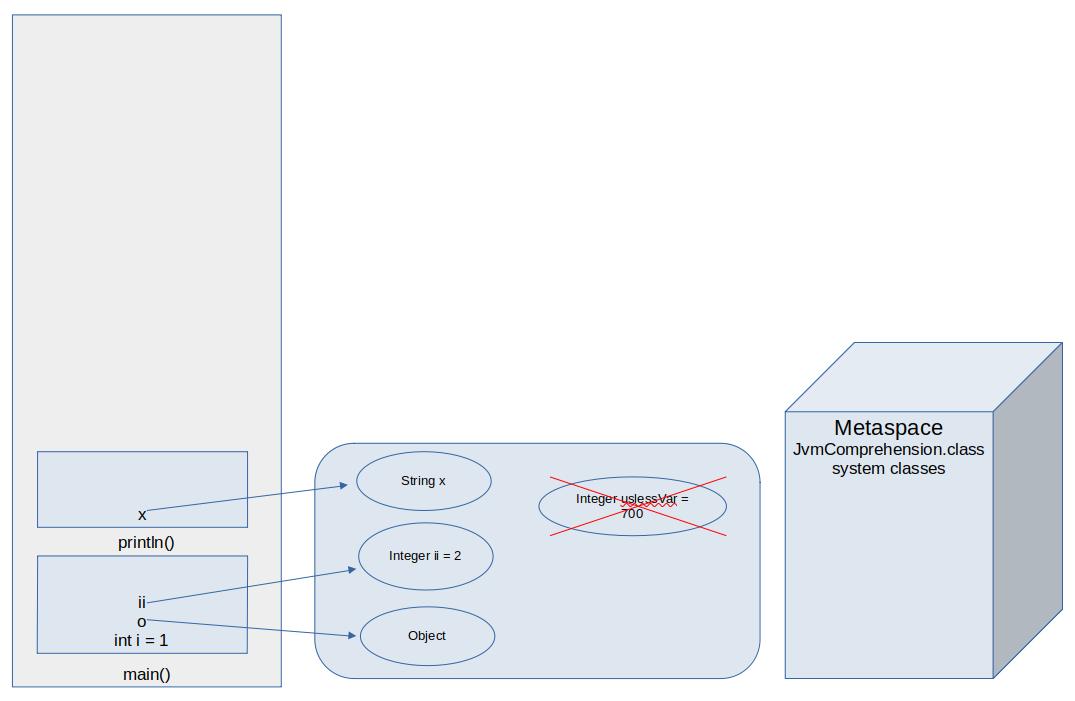 x
println()
ii
o
int i = 1
main()
String x
Integer ii = 2
Object
Integer uslessVar =
700
Metaspace
JvmComprehension.class
system classes